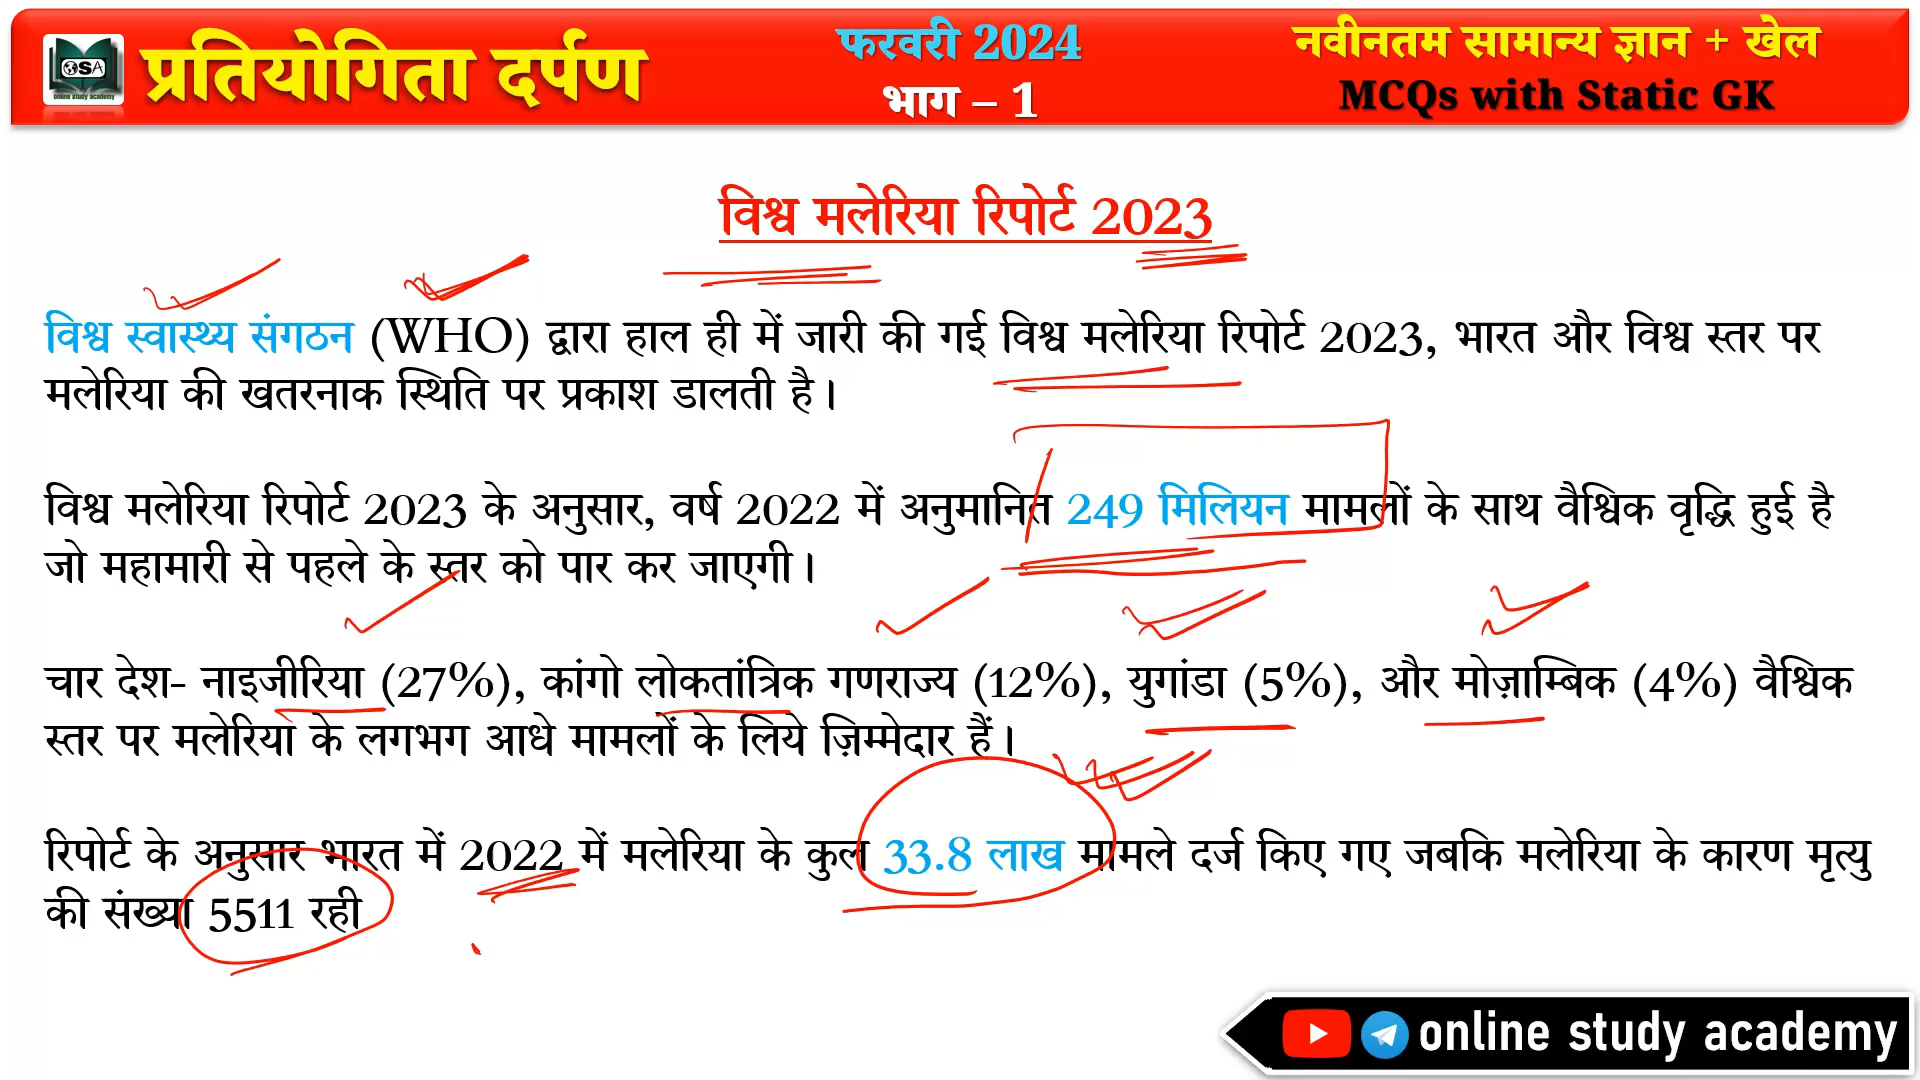 OSA
online study academy
प्रतियोगिता दर्पण
फरवरी 2024
भाग – 1
नवीनतम सामान्य ज्ञान + खेल
MCQs with Static GK
विश्व मलेरिया रिपोर्ट 2023
विश्व स्वास्थ्य संगठन (WHO) द्वारा हाल ही में जारी की गई विश्व मलेरिया रिपोर्ट 2023, भारत और विश्व स्तर पर
मलेरिया की खतरनाक स्थिति पर प्रकाश डालती है।
विश्व मलेरिया रिपोर्ट 2023 के अनुसार, वर्ष 2022 में अनुमानित 249 मिलियन मामलों के साथ वैश्विक वृद्धि हुई है
जो महामारी से पहले के स्तर को पार कर जाएगी।
चार देश- नाइजीरिया (27%), कांगो लोकतांत्रिक गणराज्य (12%), युगांडा (5%), और मोज़ाम्बिक (4%) वैश्विक
स्तर पर मलेरिया के लगभग आधे मामलों के लिये ज़िम्मेदार हैं।
रिपोर्ट के अनुसार भारत में 2022 में मलेरिया के कुल 33.8 लाख मामले दर्ज किए गए जबकि मलेरिया के कारण मृत्यु
की संख्या 5511 रही
online study academy